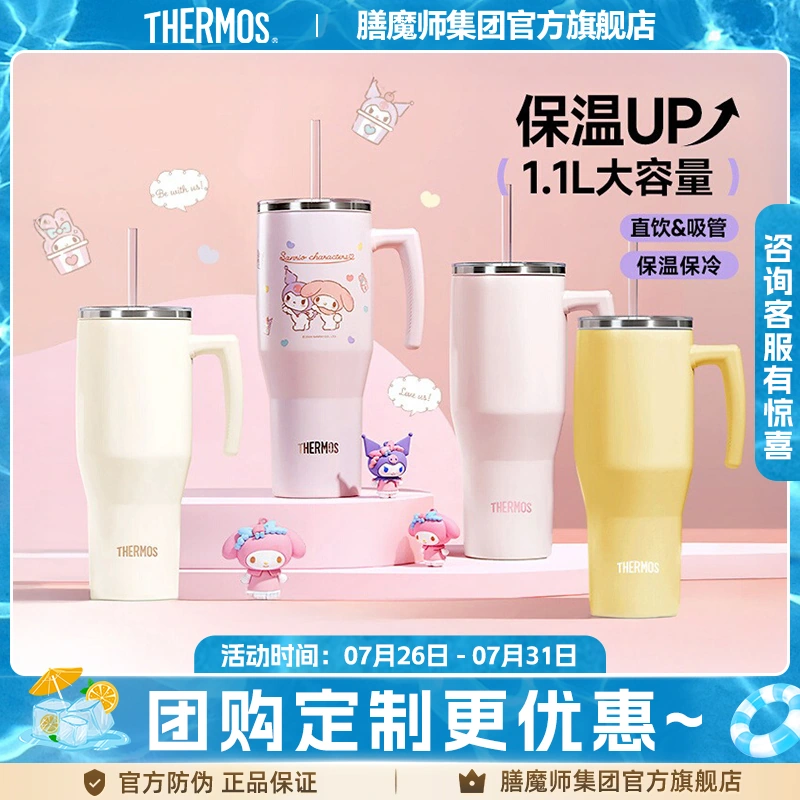 THERMOS® | 膳魔师集团官方旗舰店
保温UP
(1.1L大容量)
直饮&吸管
保温保冷
咨询客服有惊喜
Be with us!
Sanrio characters
Love us!
THERMOS
THERMOS
THERMOS
THERMOS
活动时间：07月26日 - 07月31日
团购定制更优惠~
官方防伪 正品保证 | 膳魔师集团官方旗舰店